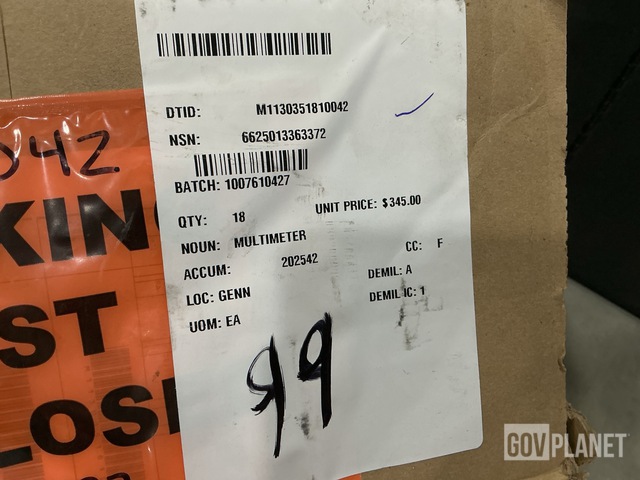 DTID: M1130351810042
NSN: 6625013363372
BATCH: 1007610427
QTY: 18 UNIT PRICE: $345.00
NOUN: MULTIMETER CC: F
ACCUM: 202542 DEMIL: A
LOC: GENN DEMIL IC: 1
UOM: EA
99
042
KIN
ST
LOS
GOVPLANET